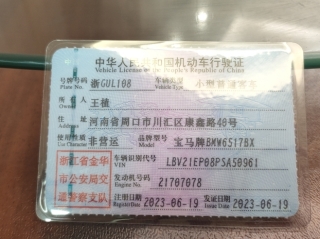 中华人民共和国机动车行驶证
Vehicle License of the People's Republic of China
号牌号码 浙GUL108 车辆类型 小型普通客车
Plate No. Vehicle Type
所有人 王植
Owner
住址 河南省周口市川汇区康鑫路48号
Address
使用性质 非营运 品牌型号 宝马牌BMW6517BX
Use Character Model
浙江省金华 车辆识别代号 LBV21EP08PSA50961
VIN
市公安局交 发动机号码 21707078
Engine No.
通警察支队 注册日期 2023-06-19 发证日期 2023-06-19
Register Date Issue Date